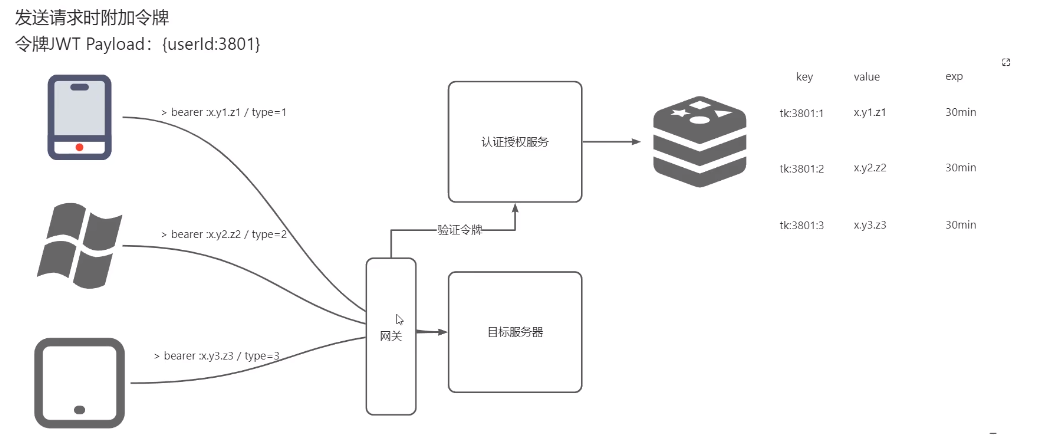 发送请求时附加令牌
令牌JWT Payload：{userId:3801}
key value exp
> bearer :x.y1.z1 / type=1
认证授权服务
tk:3801:1 x.y1.z1 30min
tk:3801:2 x.y2.z2 30min
> bearer :x.y2.z2 / type=2
验证令牌
tk:3801:3 x.y3.z3 30min
网关
目标服务器
> bearer :x.y3.z3 / type=3